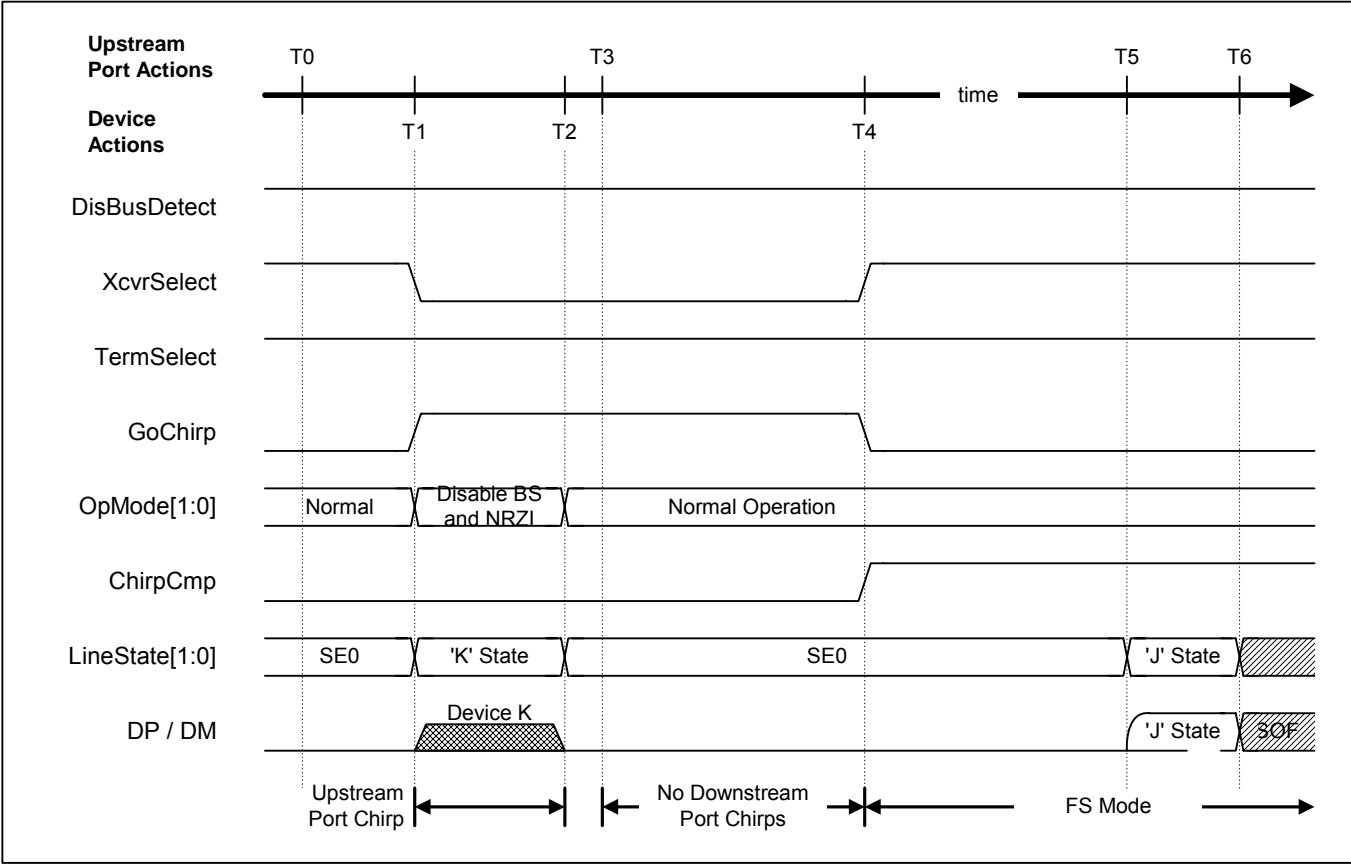 Upstream
Port Actions
T0
T3
T5
T6
time
Device
Actions
T1
T2
T4
DisBusDetect
XcvrSelect
TermSelect
GoChirp
OpMode[1:0]
Normal
Disable BS
and NRZI
Normal Operation
ChirpCmp
LineState[1:0]
SE0
'K' State
SE0
'J' State
DP / DM
Device K
'J' State
SOF
Upstream
Port Chirp
No Downstream
Port Chirps
FS Mode